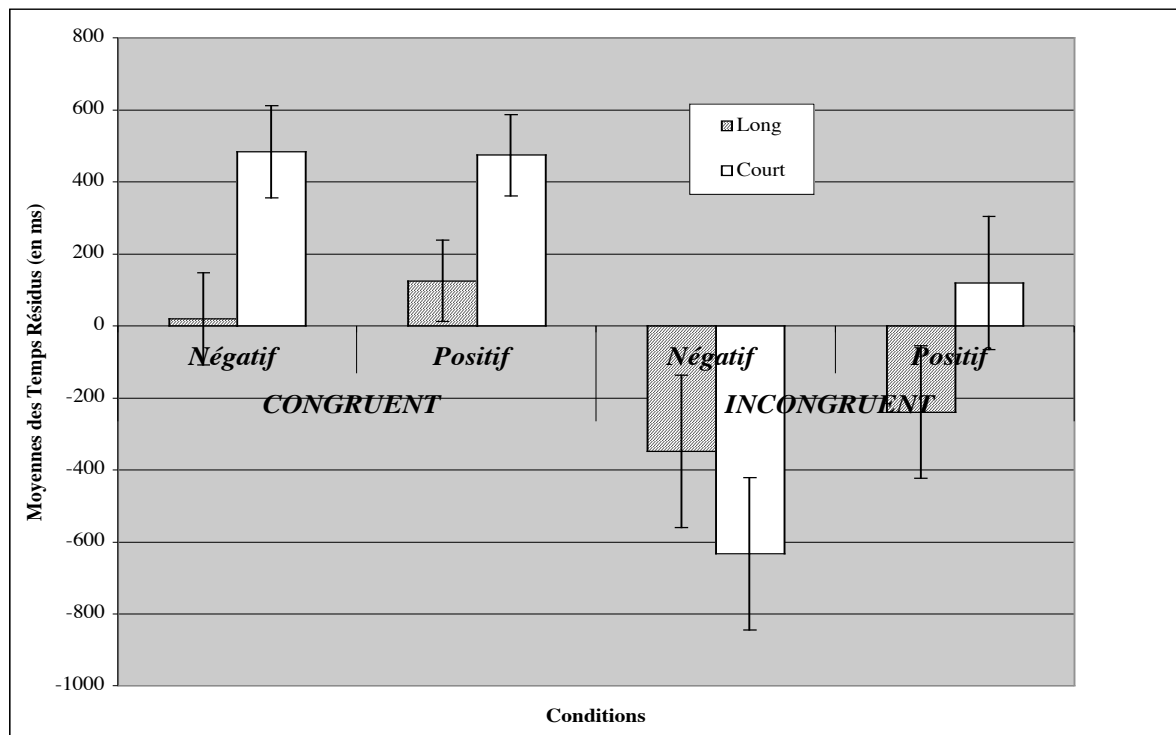 Moyennes des Temps Résidus (en ms)
800
600
400
200
0
-200
-400
-600
-800
-1000
Long
Court
Négatif Positif Négatif Positif
CONGRUENT INCONGRUENT
Conditions